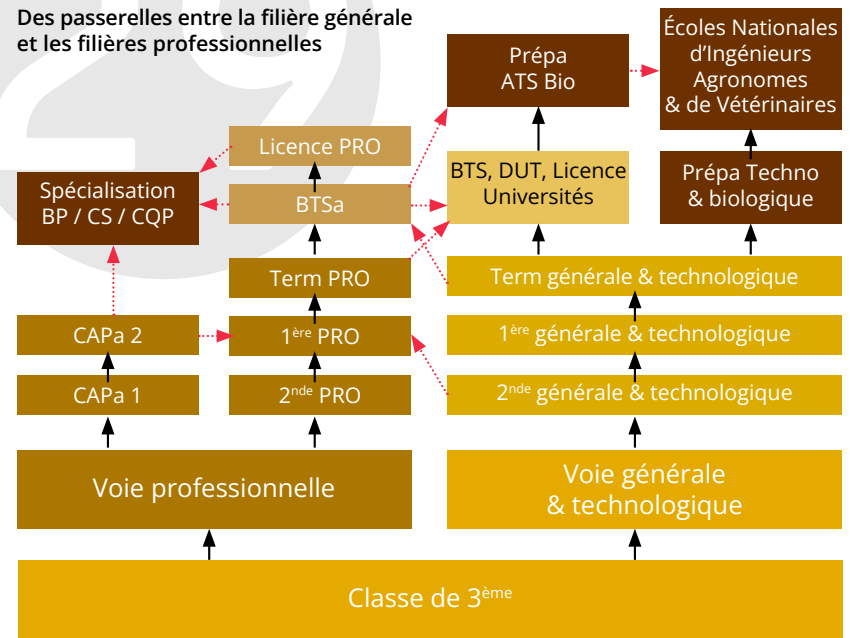 Des passerelles entre la filière générale
et les filières professionnelles
Prépa
ATS Bio
Écoles Nationales
d'Ingénieurs
Agronomes
& de Vétérinaires
Licence PRO
BTS, DUT, Licence
Universités
Prépa Techno
& biologique
Spécialisation
BP / CS / CQP
BTSa
Term PRO
Term générale & technologique
CAPa 2
1ère PRO
1ère générale & technologique
CAPa 1
2nde PRO
2nde générale & technologique
Voie professionnelle
Voie générale
& technologique
Classe de 3ème
29